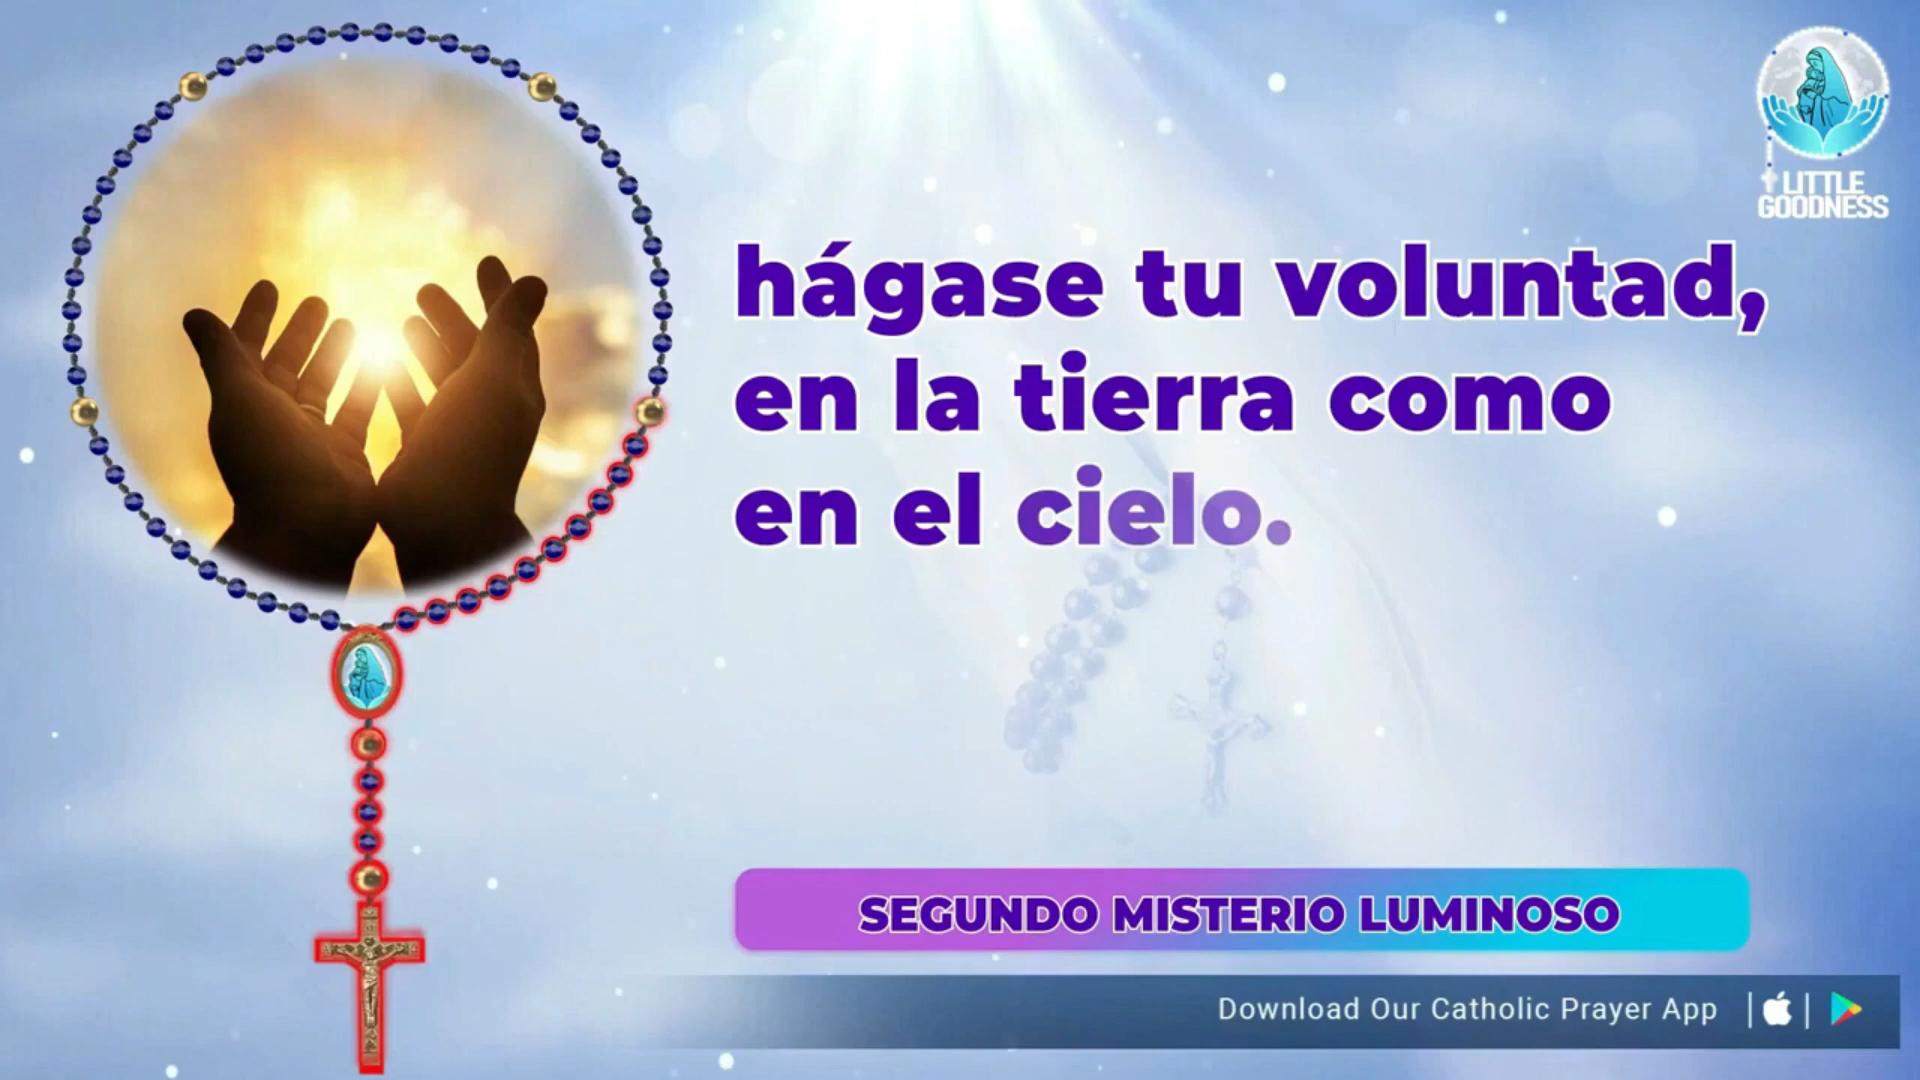 LITTLE
GOODNESS
hágase tu voluntad,
en la tierra como
en el cielo.
SEGUNDO MISTERIO LUMINOSO
Download Our Catholic Prayer App